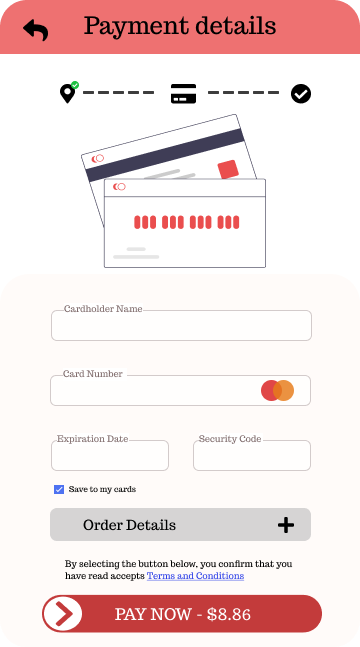 Payment details
Cardholder Name
Card Number
Expiration Date
Security Code
Save to my cards
Order Details
By selecting the button below, you confirm that you
have read accepts Terms and Conditions
PAY NOW - $8.86